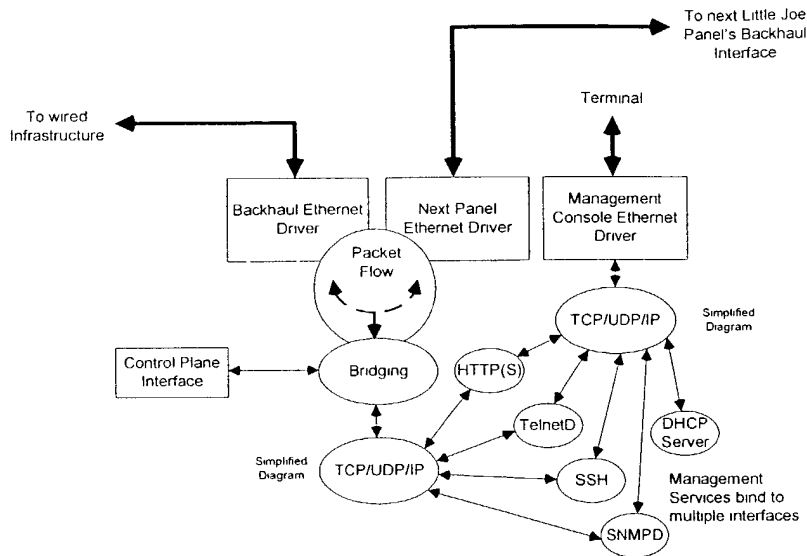 To next Little Joe
Panel's Backhaul
Interface
Terminal
To wired
Infrastructure
Backhaul Ethernet
Driver
Next Panel
Ethernet Driver
Management
Console Ethernet
Driver
Packet
Flow
TCP/UDP/IP
Simplified
Diagram
Control Plane
Interface
Bridging
HTTP(S)
TelnetD
DHCP
Server
Simplified
Diagram
TCP/UDP/IP
SSH
Management
Services bind to
multiple interfaces
SNMPD